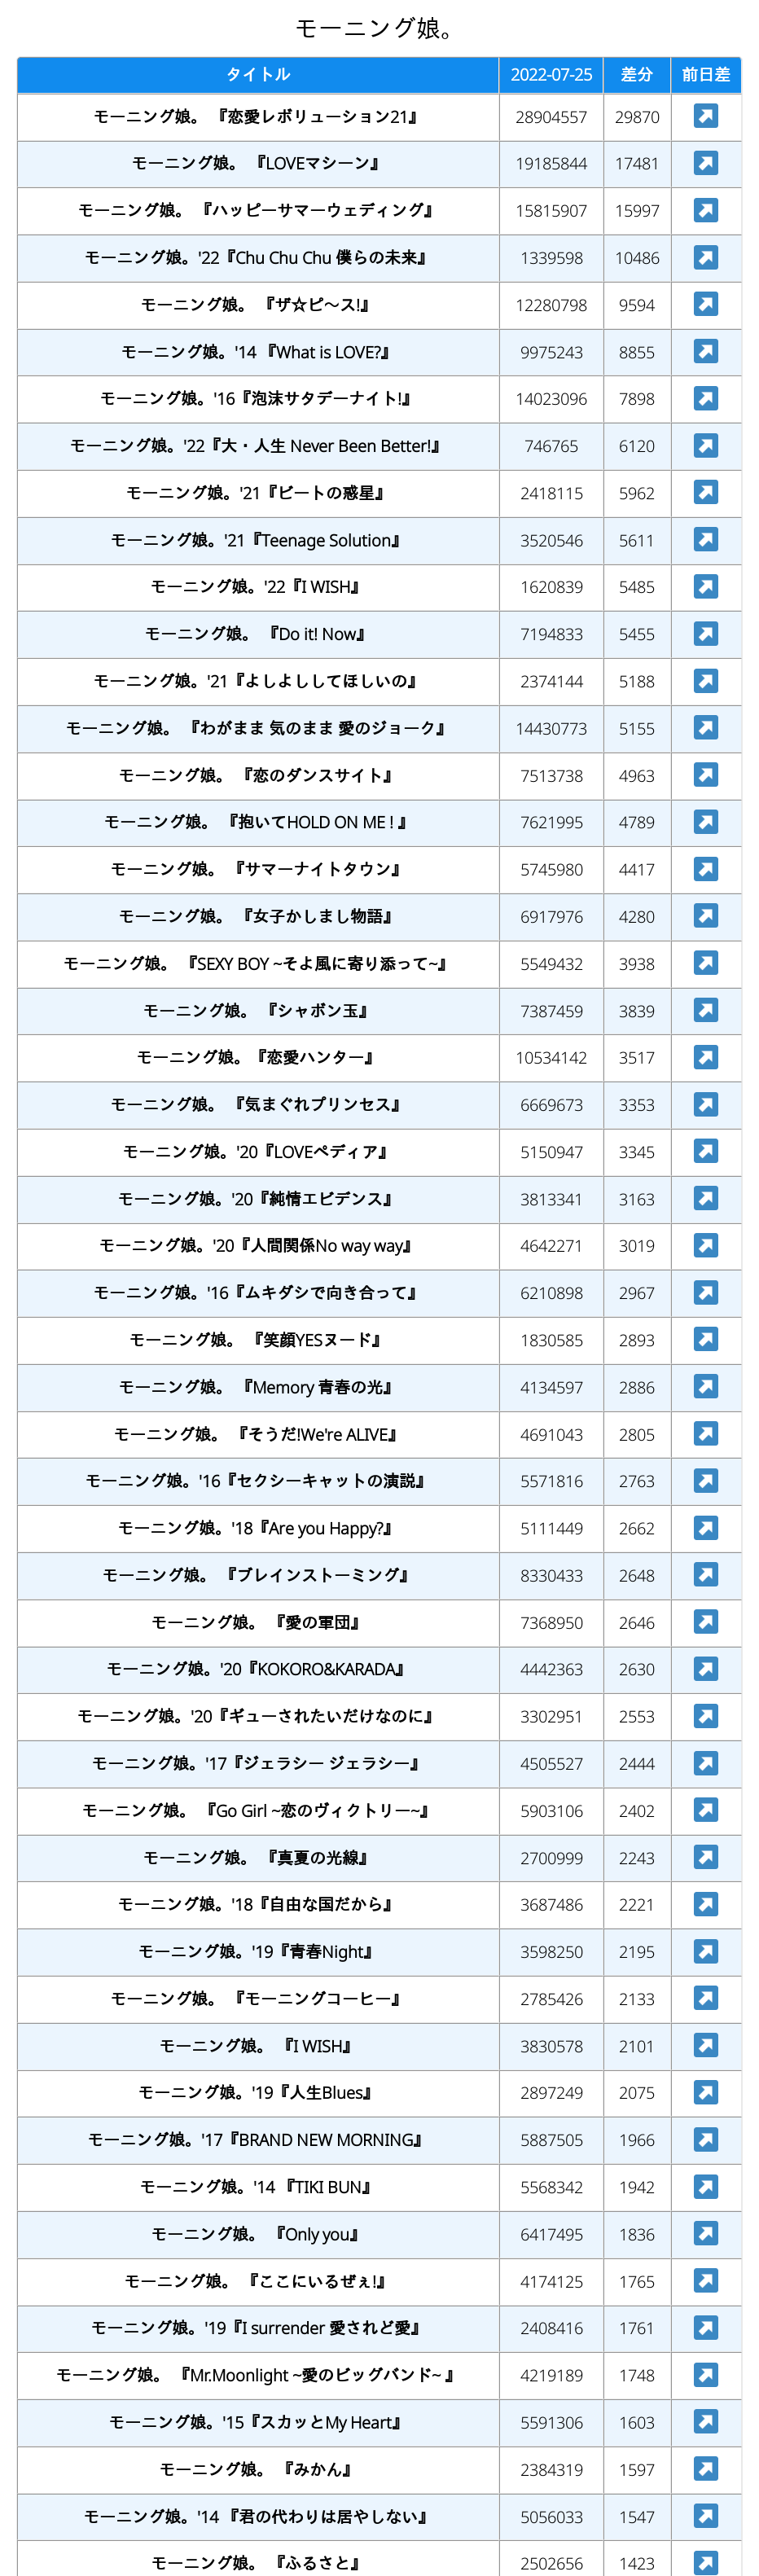 モーニング娘。
タイトル 2022-07-25 差分 前日差
モーニング娘。 『恋愛レボリューション21』 28904557 29870
モーニング娘。 『LOVEマシーン』 19185844 17481
モーニング娘。 『ハッピーサマーウェディング』 15815907 15997
モーニング娘。'22『Chu Chu Chu 僕らの未来』 1339598 10486
モーニング娘。 『ザ☆ピ〜ス!』 12280798 9594
モーニング娘。'14 『What is LOVE?』 9975243 8855
モーニング娘。'16『泡沫サタデーナイト!』 14023096 7898
モーニング娘。'22『大・人生 Never Been Better!』 746765 6120
モーニング娘。'21『ビートの惑星』 2418115 5962
モーニング娘。'21『Teenage Solution』 3520546 5611
モーニング娘。'22『I WISH』 1620839 5485
モーニング娘。 『Do it! Now』 7194833 5455
モーニング娘。'21『よしよししてほしいの』 2374144 5188
モーニング娘。 『わがまま 気のまま 愛のジョーク』 14430773 5155
モーニング娘。 『恋のダンスサイト』 7513738 4963
モーニング娘。 『抱いてHOLD ON ME ! 』 7621995 4789
モーニング娘。 『サマーナイトタウン』 5745980 4417
モーニング娘。 『女子かしまし物語』 6917976 4280
モーニング娘。 『SEXY BOY ~そよ風に寄り添って~』 5549432 3938
モーニング娘。 『シャボン玉』 7387459 3839
モーニング娘。『恋愛ハンター』 10534142 3517
モーニング娘。 『気まぐれプリンセス』 6669673 3353
モーニング娘。'20『LOVEペディア』 5150947 3345
モーニング娘。'20『純情エビデンス』 3813341 3163
モーニング娘。'20『人間関係No way way』 4642271 3019
モーニング娘。'16『ムキダシで向き合って』 6210898 2967
モーニング娘。 『笑顔YESヌード』 1830585 2893
モーニング娘。 『Memory 青春の光』 4134597 2886
モーニング娘。 『そうだ!We're ALIVE』 4691043 2805
モーニング娘。'16『セクシーキャットの演説』 5571816 2763
モーニング娘。'18『Are you Happy?』 5111449 2662
モーニング娘。 『ブレインストーミング』 8330433 2648
モーニング娘。 『愛の軍団』 7368950 2646
モーニング娘。'20『KOKORO&KARADA』 4442363 2630
モーニング娘。'20『ギューされたいだけなのに』 3302951 2553
モーニング娘。'17『ジェラシー ジェラシー』 4505527 2444
モーニング娘。 『Go Girl ~恋のヴィクトリー~』 5903106 2402
モーニング娘。 『真夏の光線』 2700999 2243
モーニング娘。'18『自由な国だから』 3687486 2221
モーニング娘。'19『青春Night』 3598250 2195
モーニング娘。 『モーニングコーヒー』 2785426 2133
モーニング娘。 『I WISH』 3830578 2101
モーニング娘。'19『人生Blues』 2897249 2075
モーニング娘。'17『BRAND NEW MORNING』 5887505 1966
モーニング娘。'14 『TIKI BUN』 5568342 1942
モーニング娘。 『Only you』 6417495 1836
モーニング娘。 『ここにいるぜぇ!』 4174125 1765
モーニング娘。'19『I surrender 愛されど愛』 2408416 1761
モーニング娘。 『Mr.Moonlight ~愛のビッグバンド~ 』 4219189 1748
モーニング娘。'15『スカッとMy Heart』 5591306 1603
モーニング娘。 『みかん』 2384319 1597
モーニング娘。'14 『君の代わりは居やしない』 5056033 1547
モーニング娘。 『ふるさと』 2502656 1423